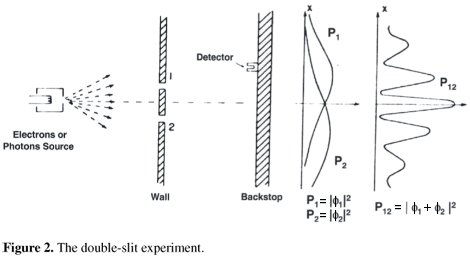 x
x
P1
Detector
1
P12
2
P2
Electrons or
Photons Source
Wall
Backstop
P1=|ϕ1|2
P2=|ϕ2|2
P12 = | ϕ1 + ϕ2 |2
Figure 2. The double-slit experiment.